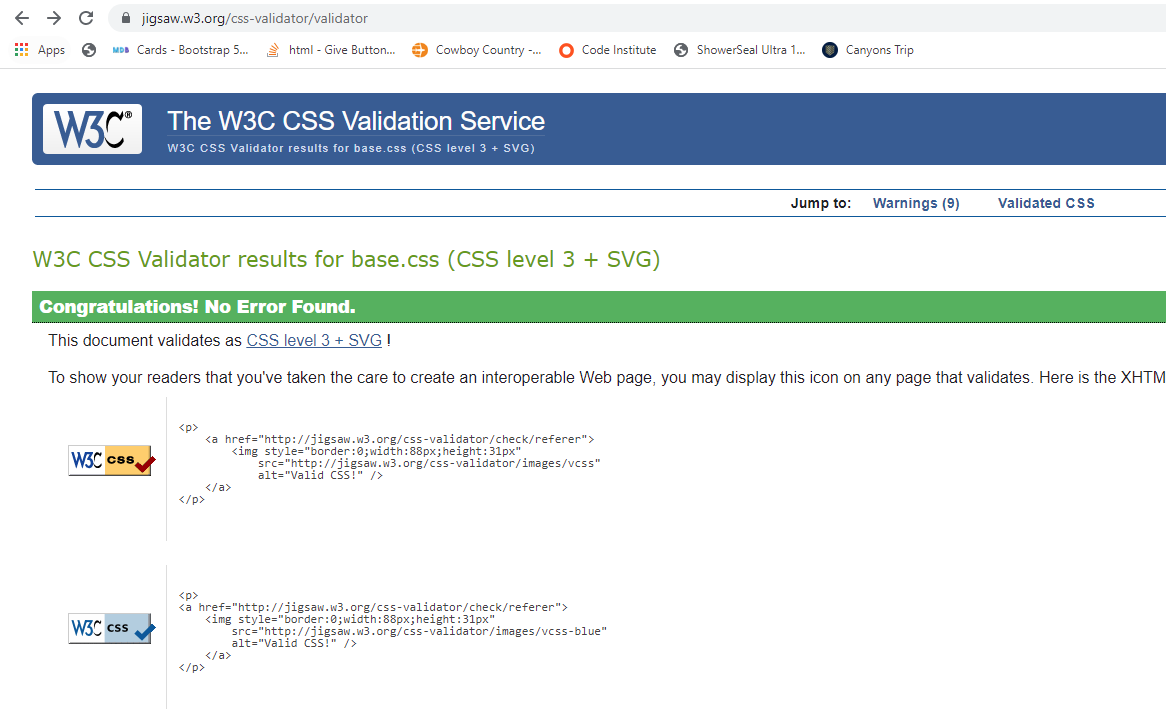 jigsaw.w3.org/css-validator/validator
Apps MDB Cards - Bootstrap 5... html - Give Button... Cowboy Country -... Code Institute ShowerSeal Ultra 1... Canyons Trip
W3C® The W3C CSS Validation Service
W3C CSS Validator results for base.css (CSS level 3 + SVG)
Jump to: Warnings (9) Validated CSS
W3C CSS Validator results for base.css (CSS level 3 + SVG)
Congratulations! No Error Found.
This document validates as CSS level 3 + SVG !
To show your readers that you've taken the care to create an interoperable Web page, you may display this icon on any page that validates. Here is the XHTM
W3C css
<p>
<a href="http://jigsaw.w3.org/css-validator/check/referer">
<img style="border:0;width:88px;height:31px"
src="http://jigsaw.w3.org/css-validator/images/vcss"
alt="Valid CSS!" />
</a>
</p>
W3C css
<p>
<a href="http://jigsaw.w3.org/css-validator/check/referer">
<img style="border:0;width:88px;height:31px"
src="http://jigsaw.w3.org/css-validator/images/vcss-blue"
alt="Valid CSS!" />
</a>
</p>